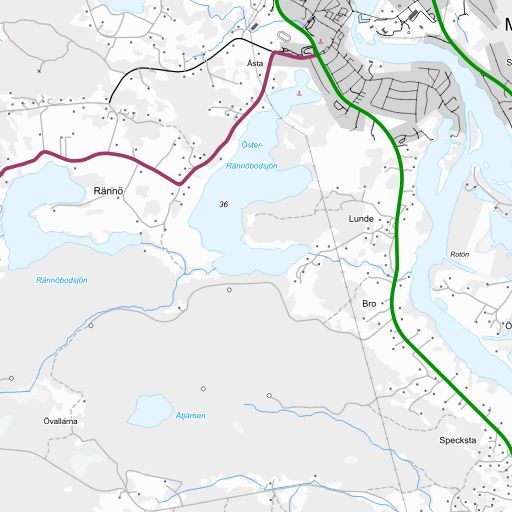 M
Åsta
S
Öster-
Rännöbodsjön
Rännö
36
Lunde
Rotön
Rännöbodsjön
Bro
Ö
Åtjärnen
Övallarna
Specksta